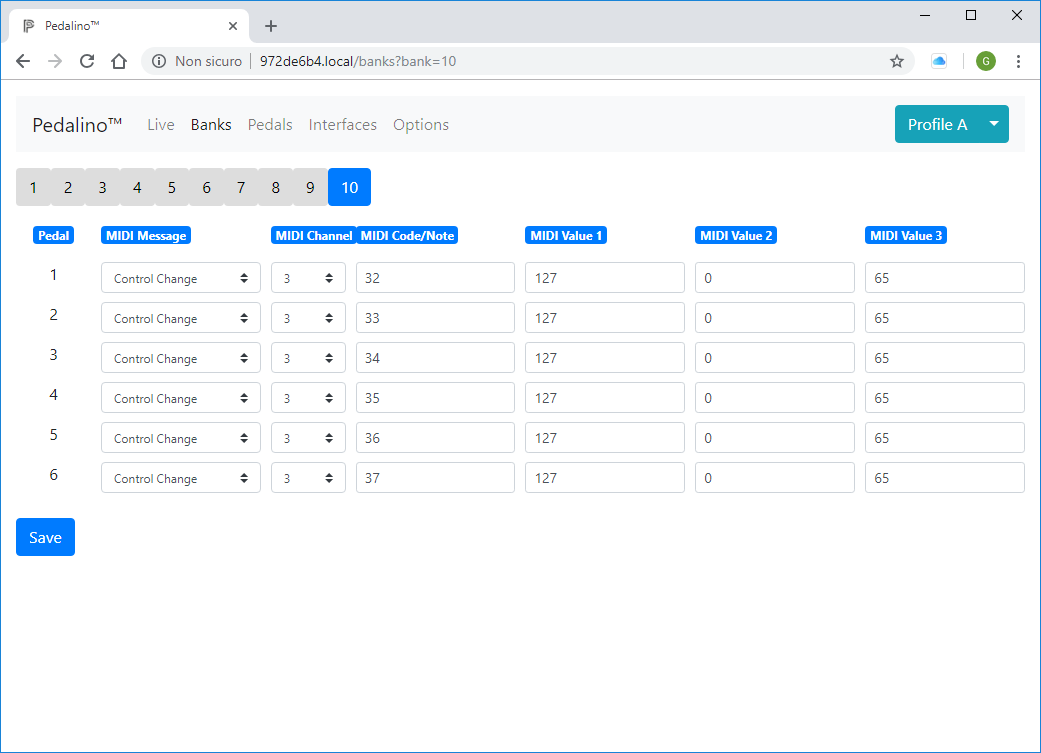 Pedalino™
Non sicuro 972de6b4.local/banks?bank=10 G
Pedalino™ Live Banks Pedals Interfaces Options Profile A
1 2 3 4 5 6 7 8 9 10
Pedal MIDI Message MIDI Channel MIDI Code/Note MIDI Value 1 MIDI Value 2 MIDI Value 3
1 Control Change 3 32 127 0 65
2 Control Change 3 33 127 0 65
3 Control Change 3 34 127 0 65
4 Control Change 3 35 127 0 65
5 Control Change 3 36 127 0 65
6 Control Change 3 37 127 0 65
Save